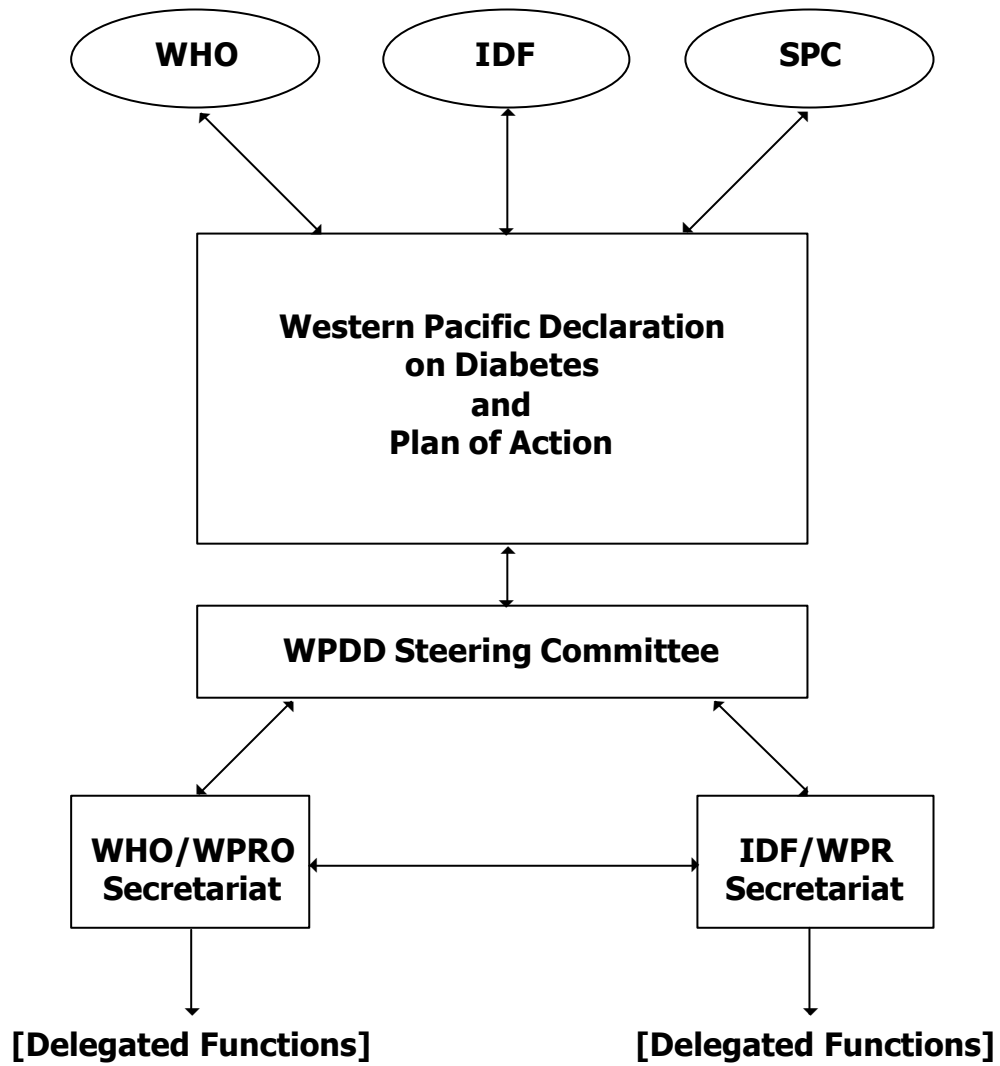 WHO
IDF
SPC
Western Pacific Declaration
on Diabetes
and
Plan of Action
WPDD Steering Committee
WHO/WPRO
Secretariat
IDF/WPR
Secretariat
[Delegated Functions]
[Delegated Functions]